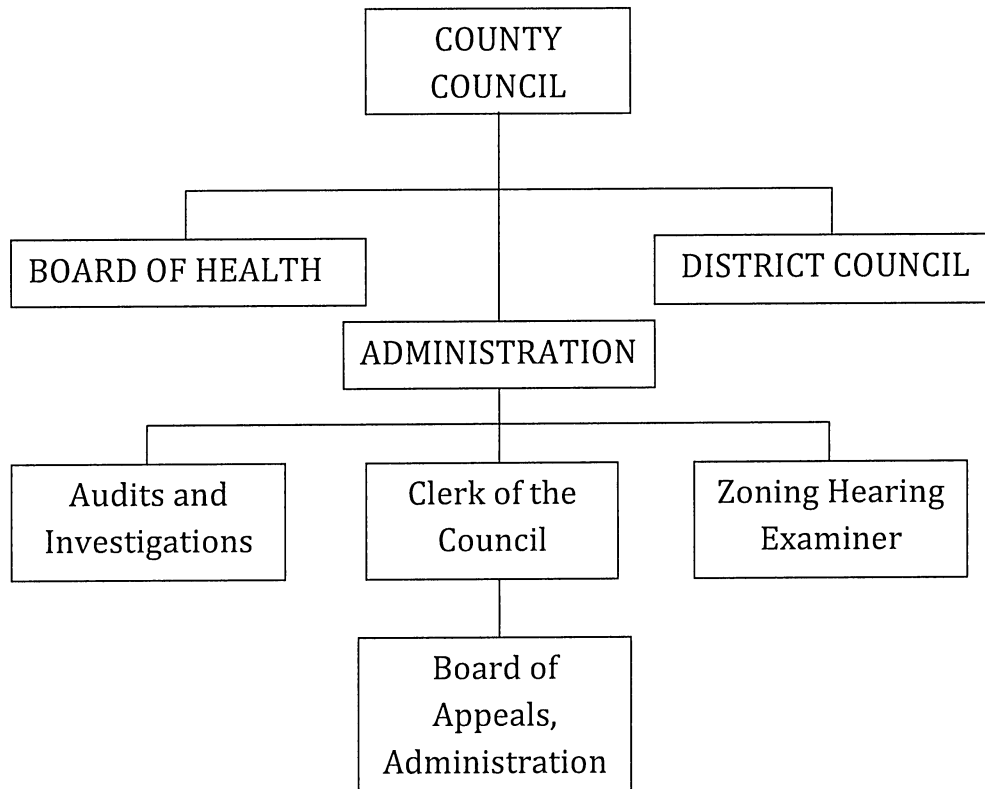 COUNTY
COUNCIL
BOARD OF HEALTH
DISTRICT COUNCIL
ADMINISTRATION
Audits and
Investigations
Clerk of the
Council
Zoning Hearing
Examiner
Board of
Appeals,
Administration